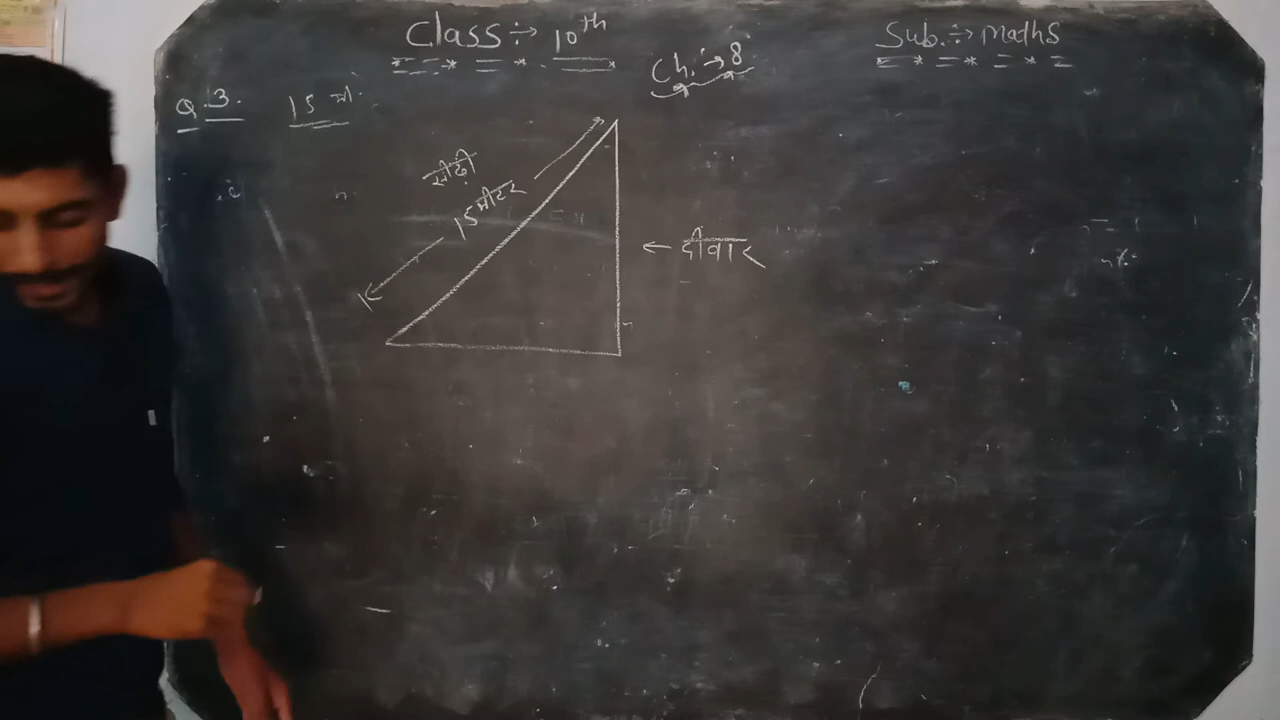 Class :→ 10th
Sub. :→ maths
Ch. :→ 8
Q.3. 15 मी.
सीढ़ी
15 मीटर
← दीवार